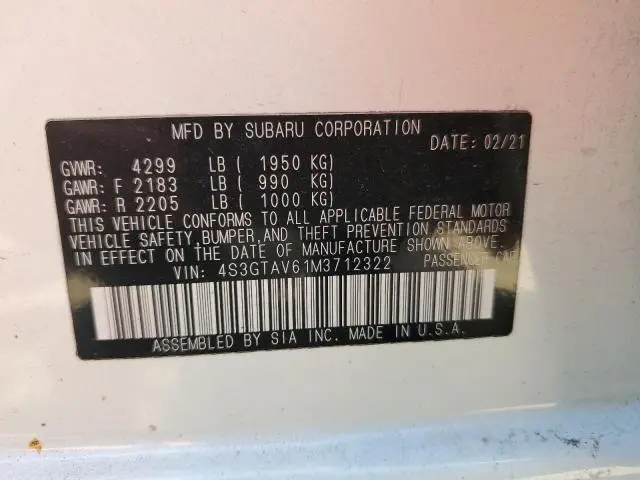 MFD BY SUBARU CORPORATION
DATE: 02/21
GVWR: 4299 LB ( 1950 KG)
GAWR: F 2183 LB ( 990 KG)
GAWR: R 2205 LB ( 1000 KG)
THIS VEHICLE CONFORMS TO ALL APPLICABLE FEDERAL MOTOR
VEHICLE SAFETY, BUMPER, AND THEFT PREVENTION STANDARDS
IN EFFECT ON THE DATE OF MANUFACTURE SHOWN ABOVE.
VIN: 4S3GTAV61M3712322 PASSENGER CAR
ASSEMBLED BY SIA INC. MADE IN U.S.A.